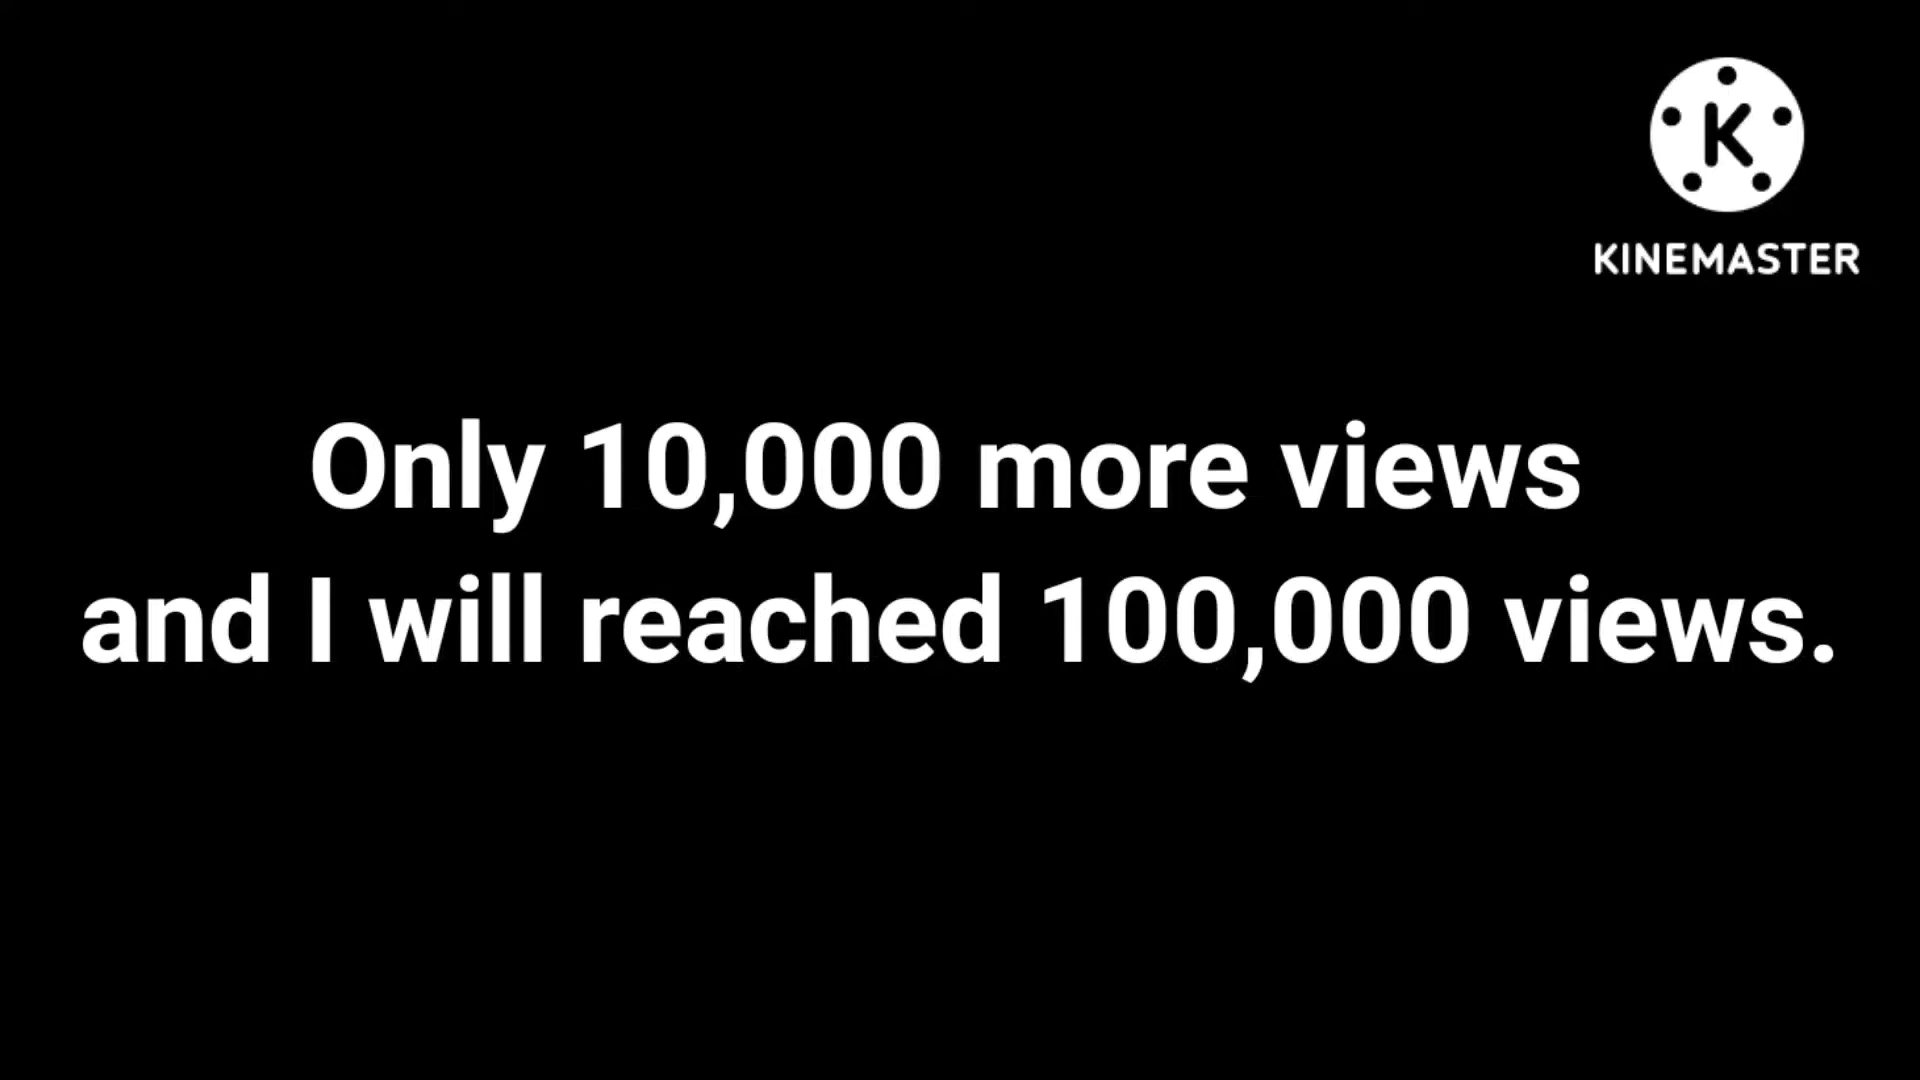 K
KINEMASTER
Only 10,000 more views
and I will reached 100,000 views.